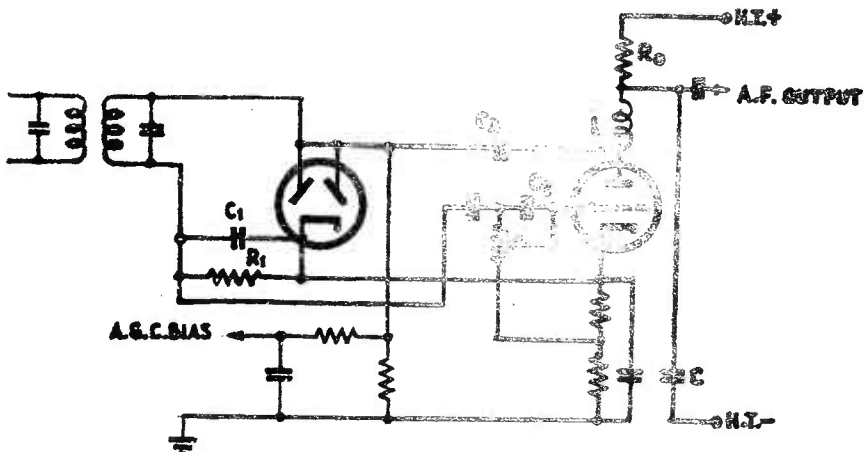 H.T.+
R₀
A.F. OUTPUT
C₁
R₁
A.G.C. BIAS
C
H.T.-